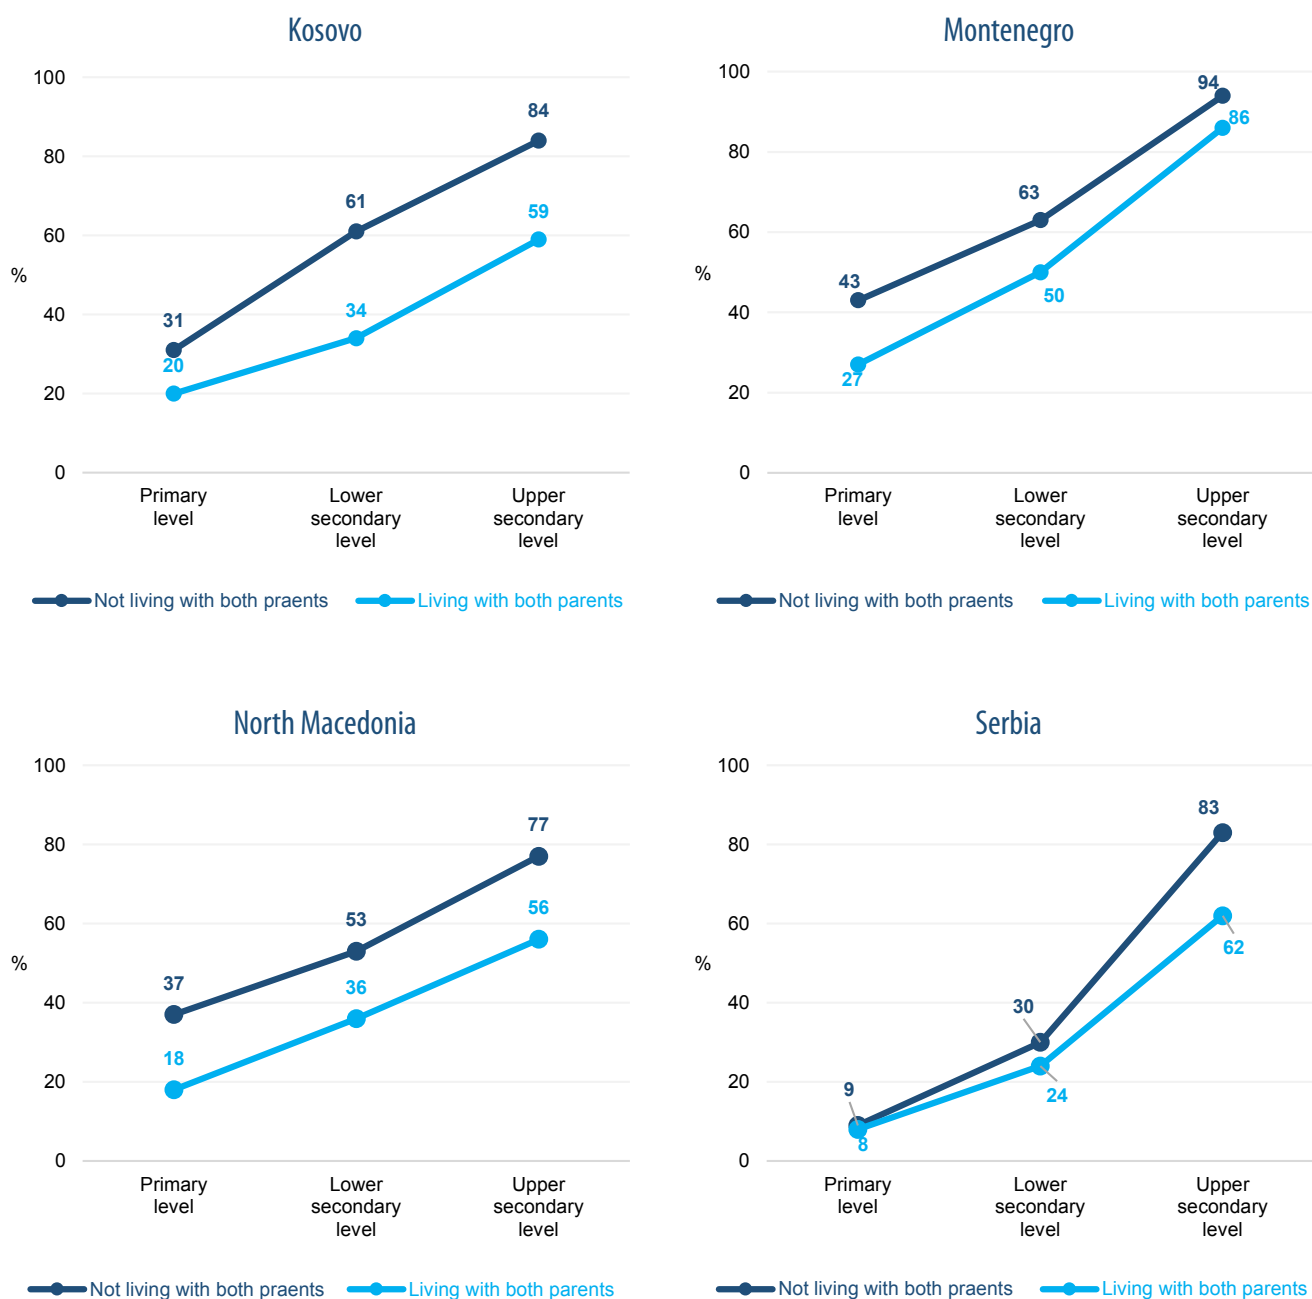 Kosovo
100
80
60
40
20
0
%
84
61
59
31
34
20
Primary
level
Lower
secondary
level
Upper
secondary
level
Not living with both praents
Living with both parents
Montenegro
100
80
60
40
20
0
%
94
86
63
50
43
27
Primary
level
Lower
secondary
level
Upper
secondary
level
Not living with both praents
Living with both parents
North Macedonia
100
80
60
40
20
0
%
77
53
56
37
36
18
Primary
level
Lower
secondary
level
Upper
secondary
level
Not living with both praents
Living with both parents
Serbia
100
80
60
40
20
0
%
83
62
30
24
9
8
Primary
level
Lower
secondary
level
Upper
secondary
level
Not living with both praents
Living with both parents